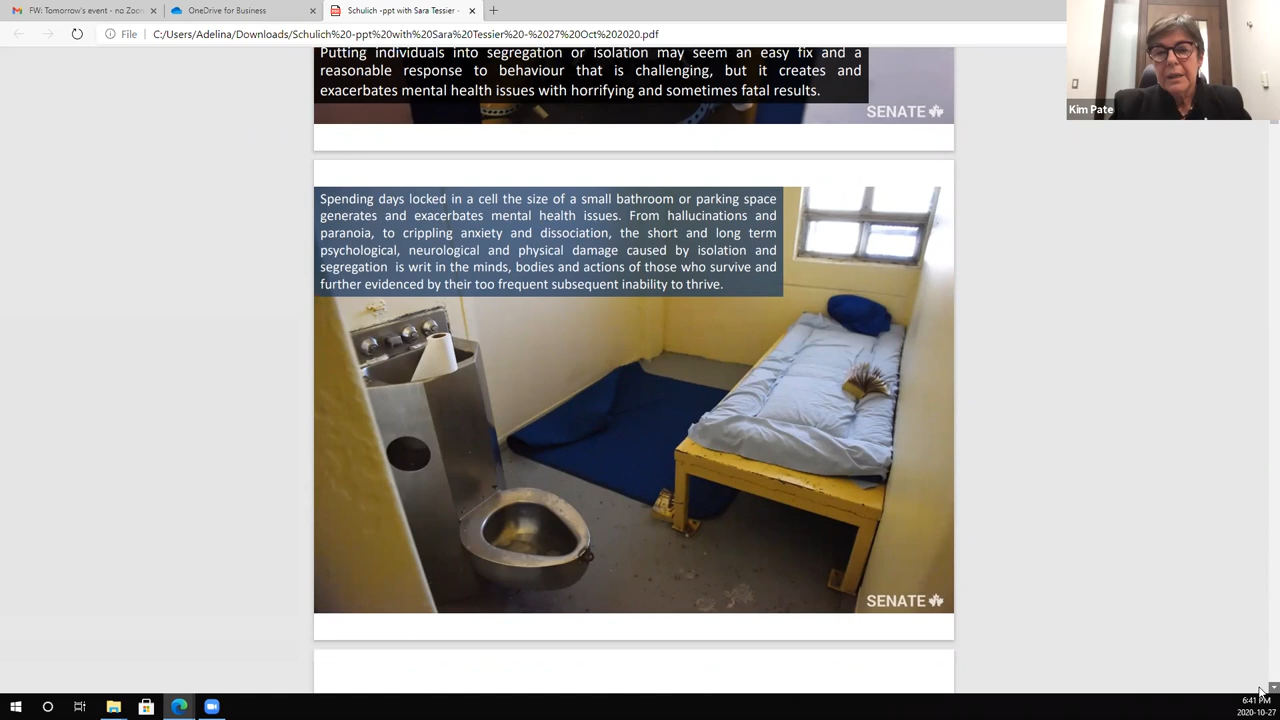 FW: Tomorrow's event - na Zoo
OneDrive for Business
Schulich -ppt with Sara Tessier -
File
C:/Users/Adelina/Downloads/Schulich%20-ppt%20with%20Sara%20Tessier%20-%2027%20Oct%202020.pdf
Putting individuals into segregation or isolation may seem an easy fix and a
reasonable response to behaviour that is challenging, but it creates and
exacerbates mental health issues with horrifying and sometimes fatal results.
SENATE
Kim Pate
Spending days locked in a cell the size of a small bathroom or parking space
generates and exacerbates mental health issues. From hallucinations and
paranoia, to crippling anxiety and dissociation, the short and long term
psychological, neurological and physical damage caused by isolation and
segregation is writ in the minds, bodies and actions of those who survive and
further evidenced by their too frequent subsequent inability to thrive.
SENATE
6:41 PM
2020-10-27